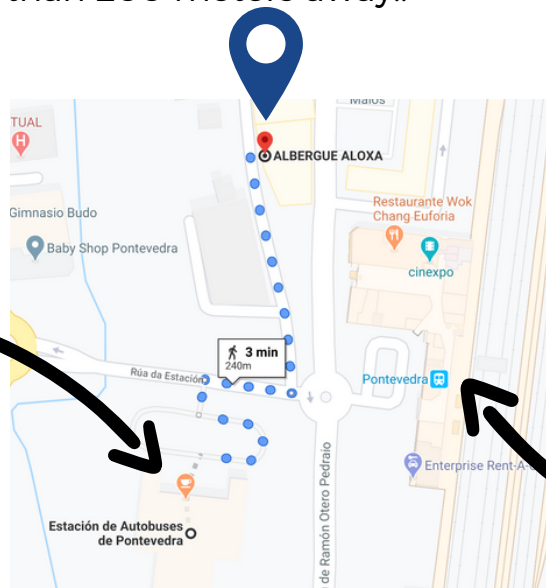 than 200 meters away..
Maios
TUAL
H
ALBERGUE ALOXA
Restaurante Wok
Chang Euforia
Gimnasio Budo
Baby Shop Pontevedra
cinexpo
3 min
240m
Rúa da Estación
Pontevedra
Enterprise Rent-A-C
Estación de Autobuses
de Pontevedra
de Ramón Otero Pedraio